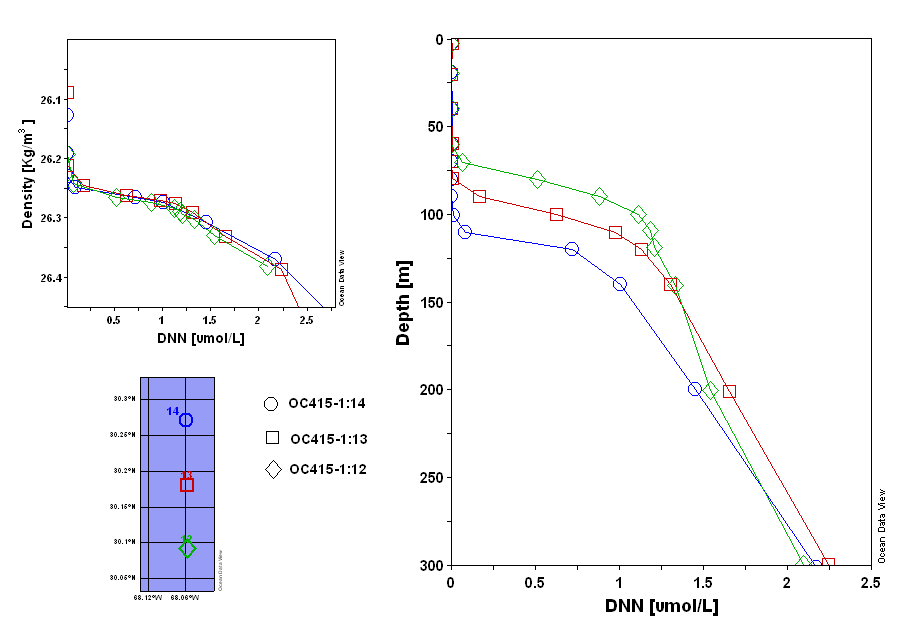 26.1
26.2
26.3
26.4
Density [Kg/m3 ]
0.5
1
1.5
2
2.5
DNN [umol/L]
Ocean Data View
0
50
100
150
200
250
300
Depth [m]
0
0.5
1
1.5
2
2.5
DNN [umol/L]
Ocean Data View
30.3°N
30.25°N
30.2°N
30.15°N
30.1°N
30.05°N
68.12°W
68.06°W
14
13
12
Ocean Data View
OC415-1:14
OC415-1:13
OC415-1:12